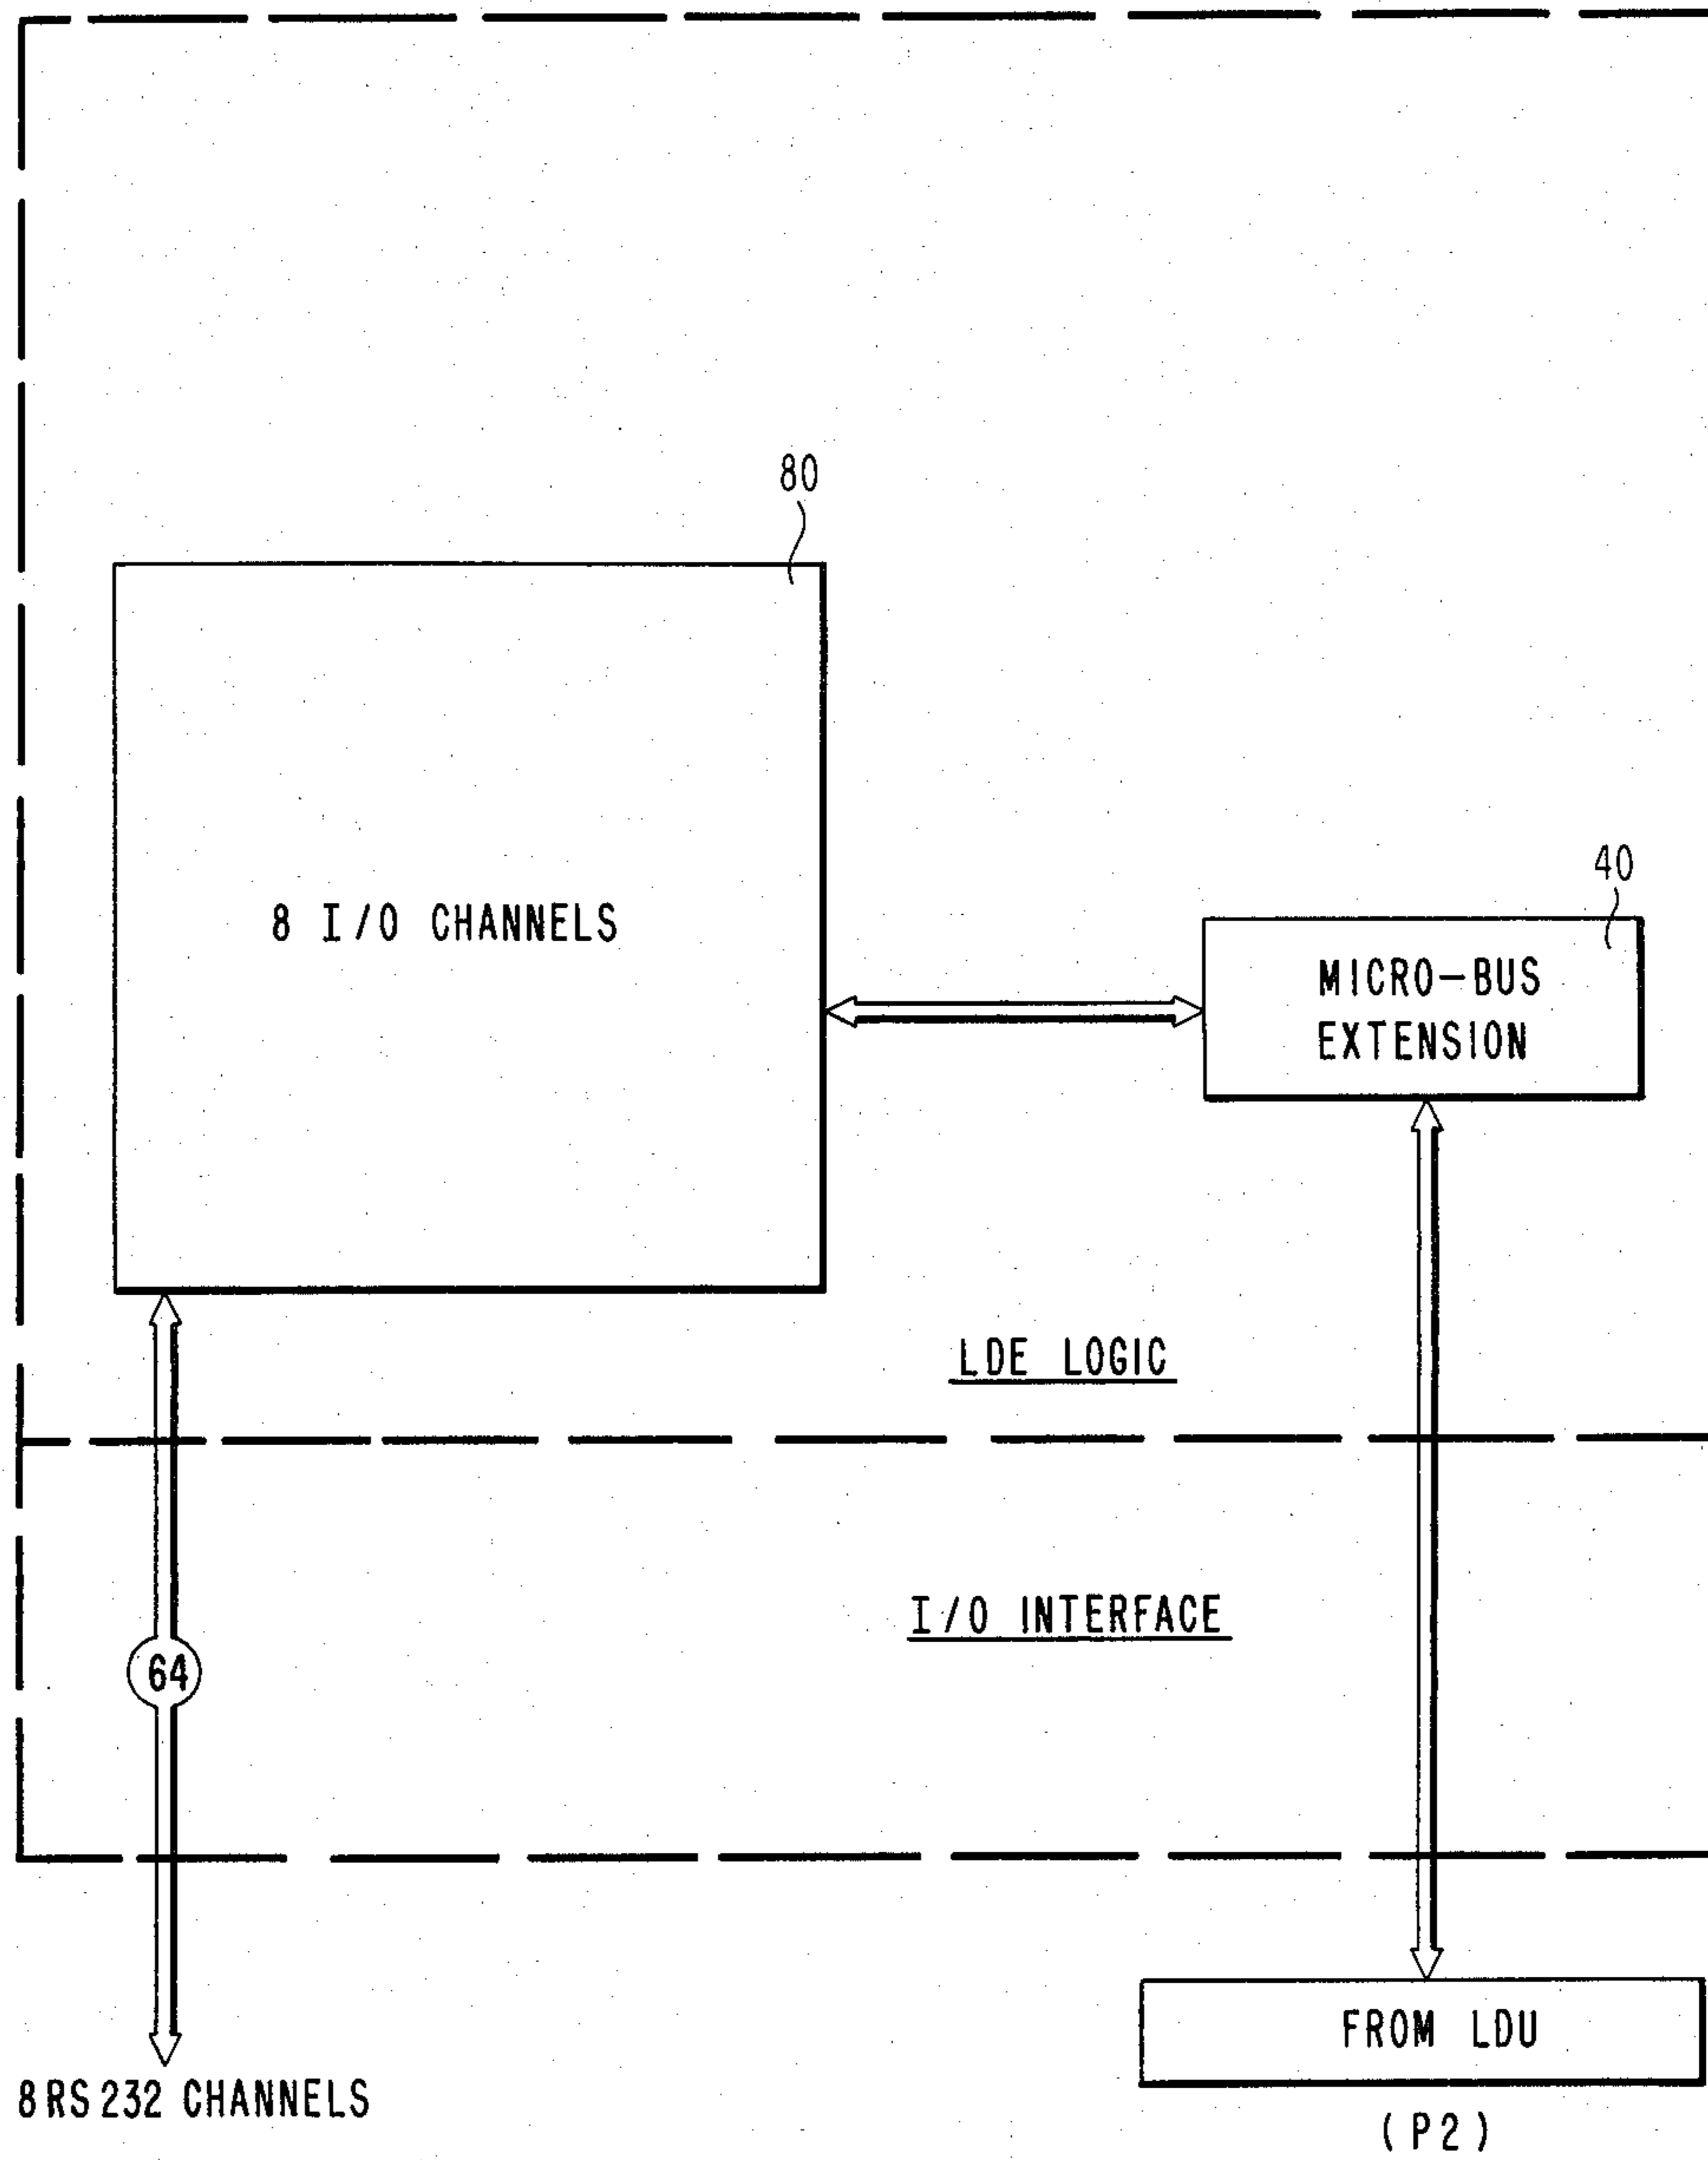 80
8 I/O CHANNELS
40
MICRO-BUS
EXTENSION
LDE LOGIC
I/O INTERFACE
64
FROM LDU
8 RS 232 CHANNELS
(P2)